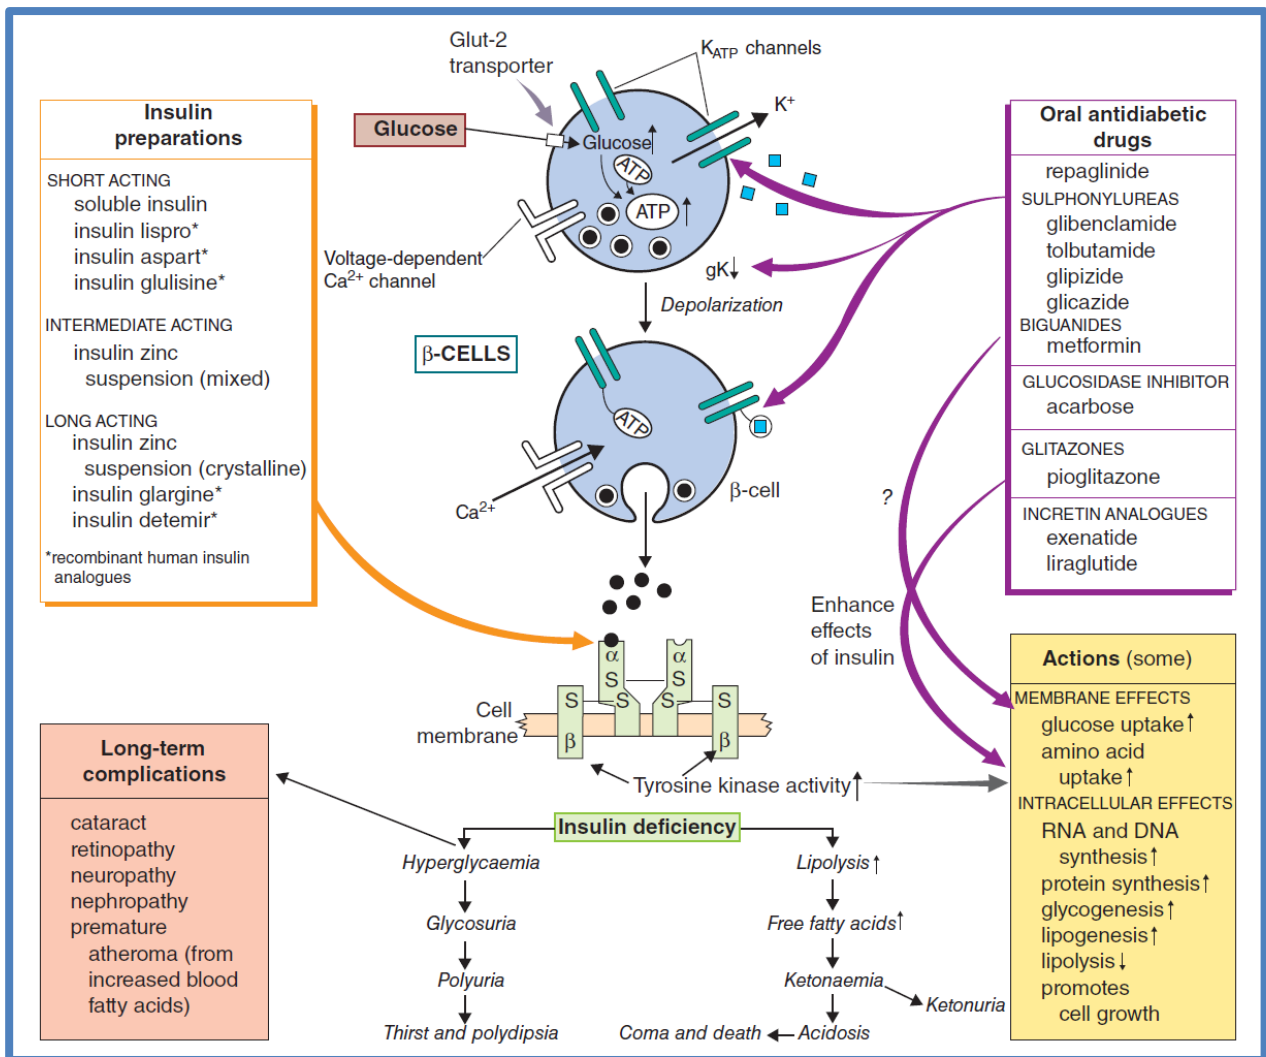 Glut-2
transporter
K_ATP channels
K+
Glucose
Glucose↑
ATP
ATP ↑
Voltage-dependent
Ca2+ channel
gK↓
Depolarization
β-CELLS
ATP
Ca2+
β-cell
Insulin
preparations
SHORT ACTING
soluble insulin
insulin lispro*
insulin aspart*
insulin glulisine*
INTERMEDIATE ACTING
insulin zinc
suspension (mixed)
LONG ACTING
insulin zinc
suspension (crystalline)
insulin glargine*
insulin detemir*
*recombinant human insulin
analogues
Oral antidiabetic
drugs
repaglinide
SULPHONYLUREAS
glibenclamide
tolbutamide
glipizide
glicazide
BIGUANIDES
metformin
GLUCOSIDASE INHIBITOR
acarbose
GLITAZONES
pioglitazone
INCRETIN ANALOGUES
exenatide
liraglutide
?
Enhance
effects
of insulin
α
α
S
S
S
S
S
S
β
β
Cell
membrane
Tyrosine kinase activity↑
Actions (some)
MEMBRANE EFFECTS
glucose uptake↑
amino acid
uptake↑
INTRACELLULAR EFFECTS
RNA and DNA
synthesis↑
protein synthesis↑
glycogenesis↑
lipogenesis↑
lipolysis↓
promotes
cell growth
Long-term
complications
cataract
retinopathy
neuropathy
nephropathy
premature
atheroma (from
increased blood
fatty acids)
Insulin deficiency
Hyperglycaemia
Glycosuria
Polyuria
Thirst and polydipsia
Lipolysis↑
Free fatty acids↑
Ketonaemia
Ketonuria
Acidosis
Coma and death